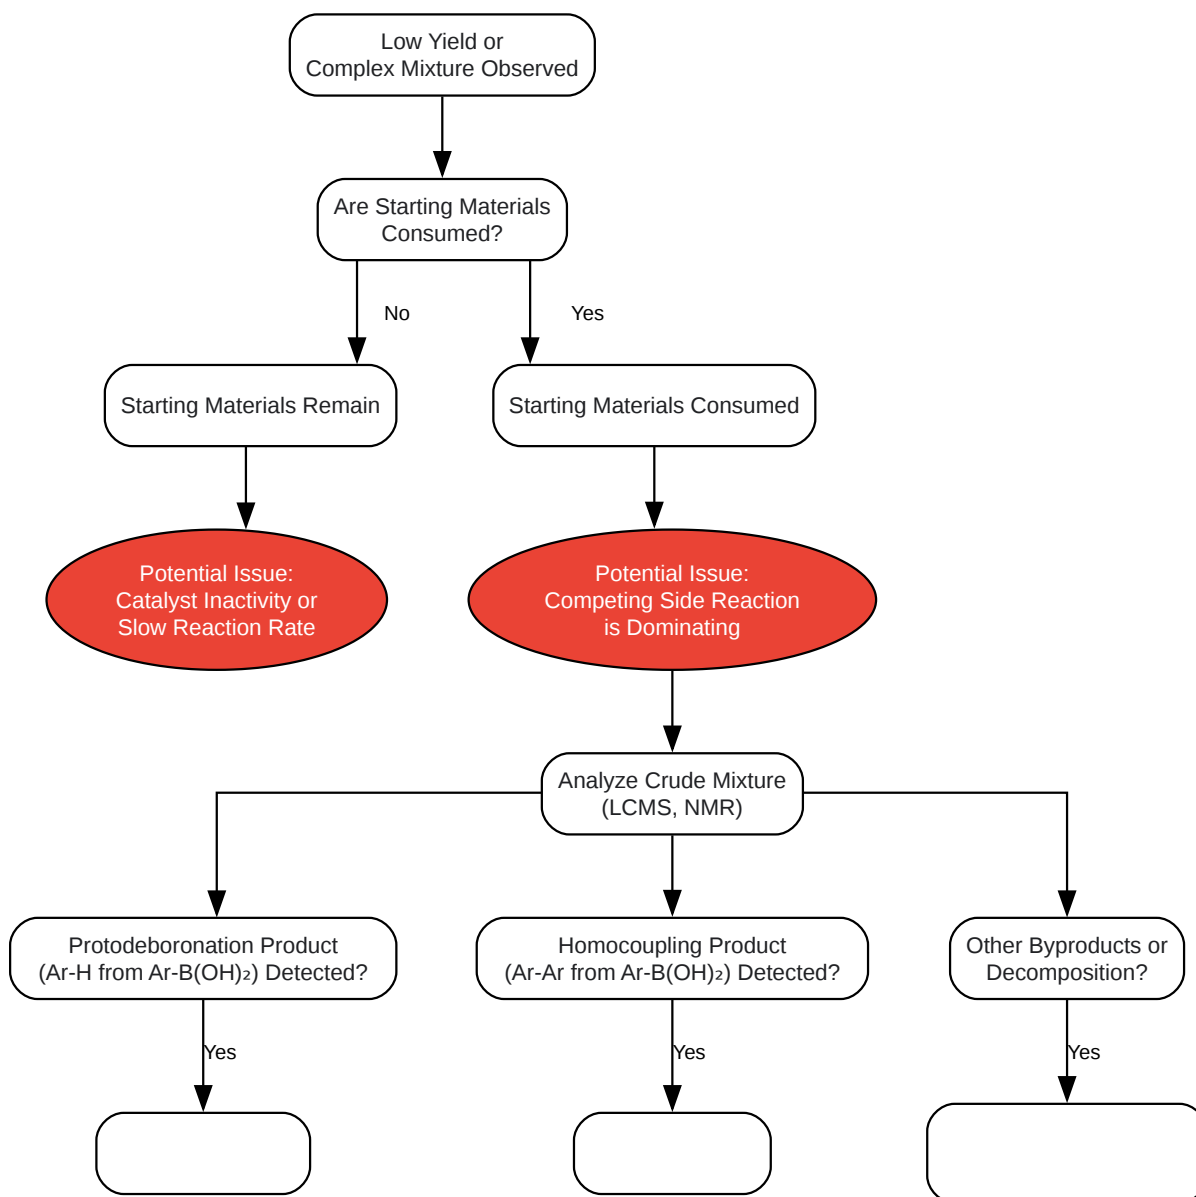 Low Yield or
Complex Mixture Observed
Are Starting Materials
Consumed?
No
Yes
Starting Materials Remain
Starting Materials Consumed
Potential Issue:
Catalyst Inactivity or
Slow Reaction Rate
Potential Issue:
Competing Side Reaction
is Dominating
Analyze Crude Mixture
(LCMS, NMR)
Protodeboronation Product
(Ar-H from Ar-B(OH)₂) Detected?
Homocoupling Product
(Ar-Ar from Ar-B(OH)₂) Detected?
Other Byproducts or
Decomposition?
Yes
Yes
Yes